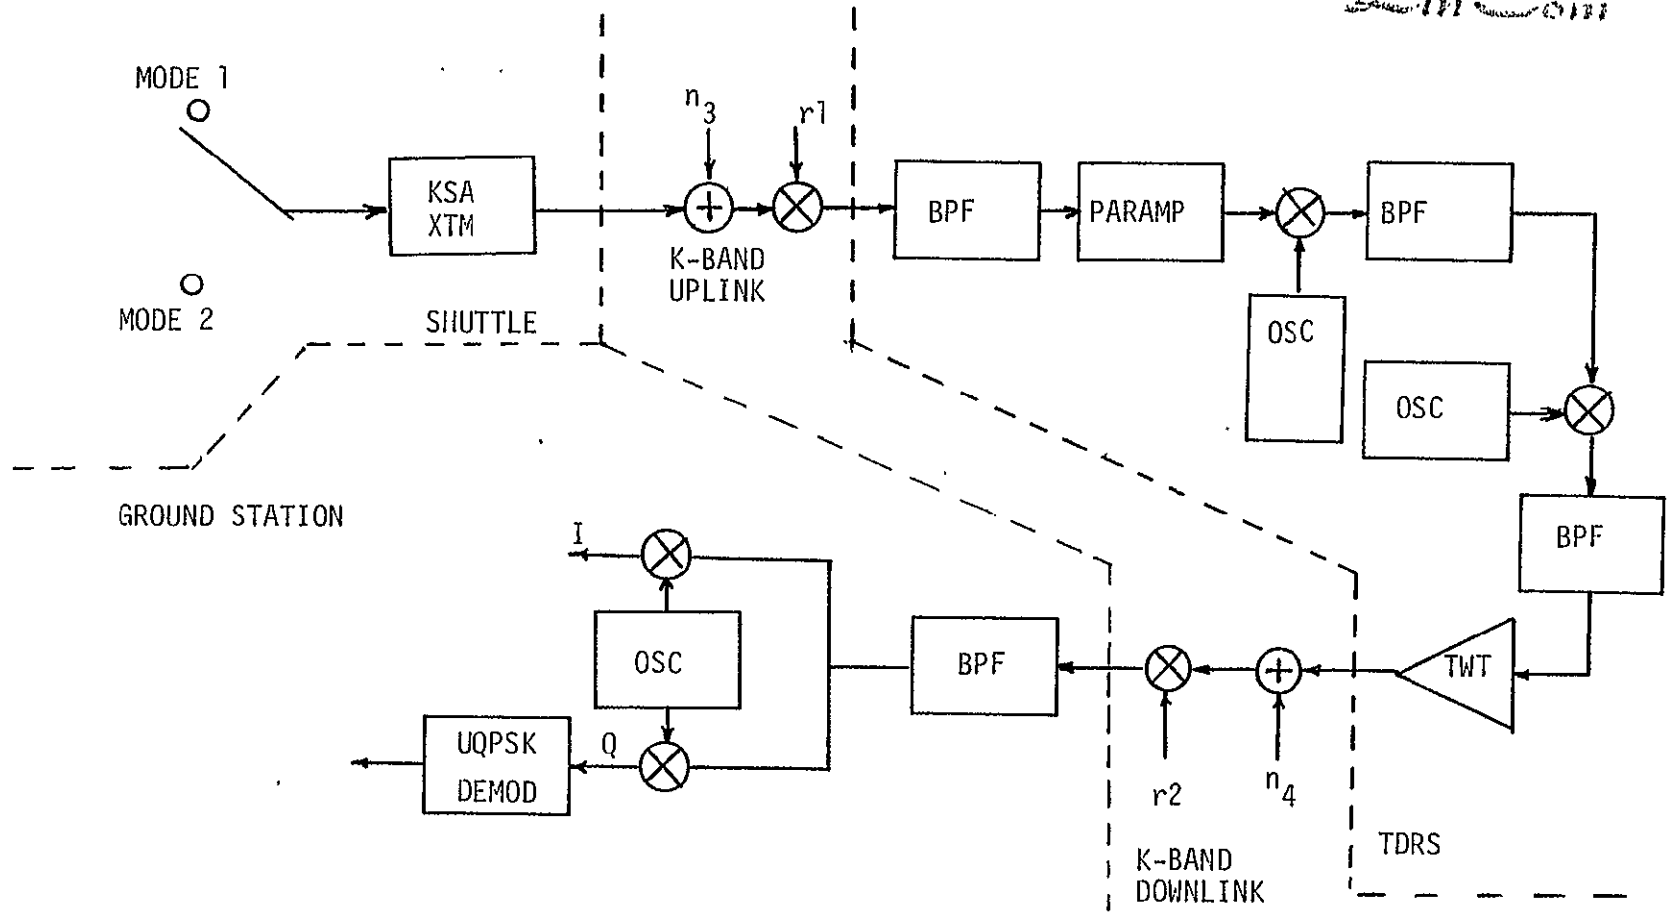 MODE 1
MODE 2
KSA
XTM
SHUTTLE
n3
r1
K-BAND
UPLINK
BPF
PARAMP
BPF
OSC
OSC
BPF
TWT
TDRS
n4
r2
K-BAND
DOWNLINK
BPF
GROUND STATION
I
OSC
Q
UQPSK
DEMOD